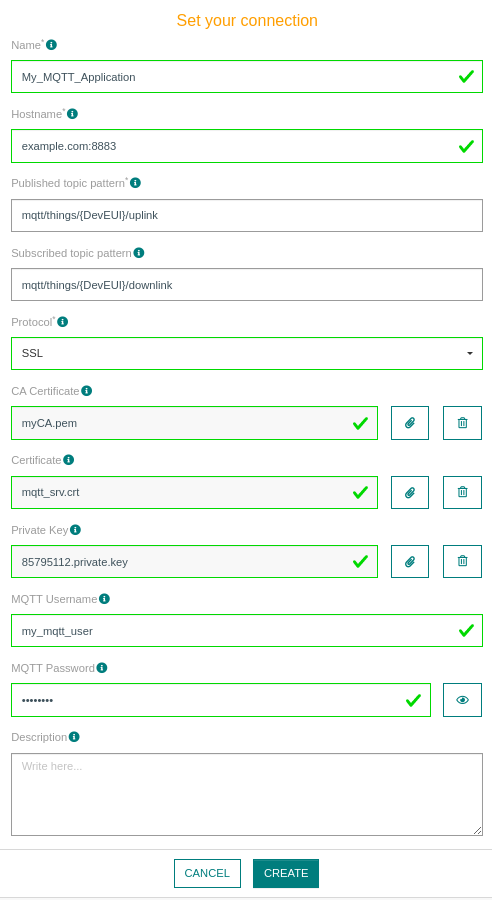 Set your connection
Name*
My_MQTT_Application
Hostname*
example.com:8883
Published topic pattern*
mqtt/things/{DevEUI}/uplink
Subscribed topic pattern
mqtt/things/{DevEUI}/downlink
Protocol*
SSL
CA Certificate
myCA.pem
Certificate
mqtt_srv.crt
Private Key
85795112.private.key
MQTT Username
my_mqtt_user
MQTT Password
••••••••
Description
Write here...
CANCEL CREATE